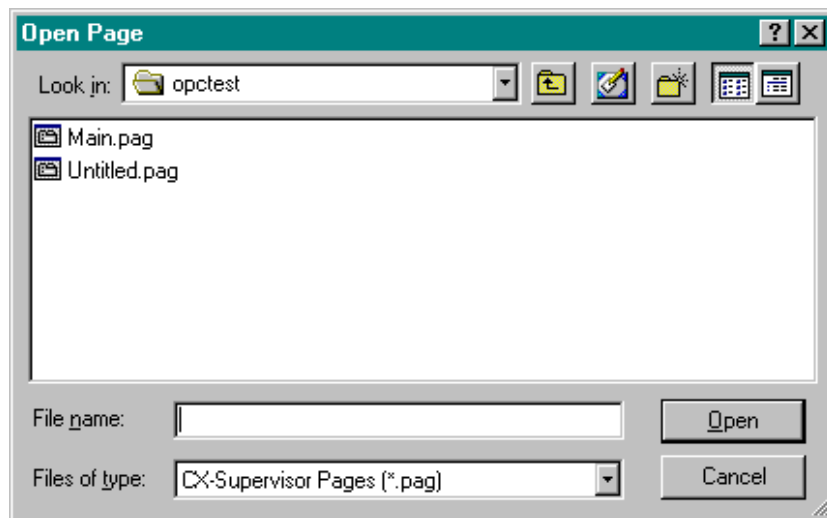 Open Page
Look in: opctest
Main.pag
Untitled.pag
File name: Open
Files of type: CX-Supervisor Pages (*.pag) Cancel